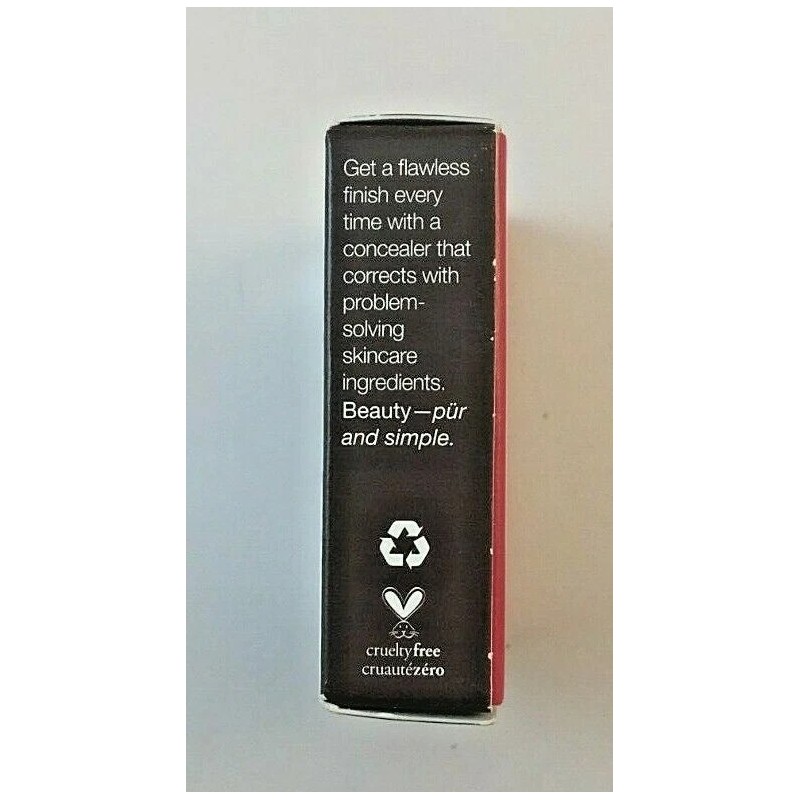 Get a flawless
finish every
time with a
concealer that
corrects with
problem-
solving
skincare
ingredients.
Beauty—pür
and simple.
crueltyfree
cruautézéro